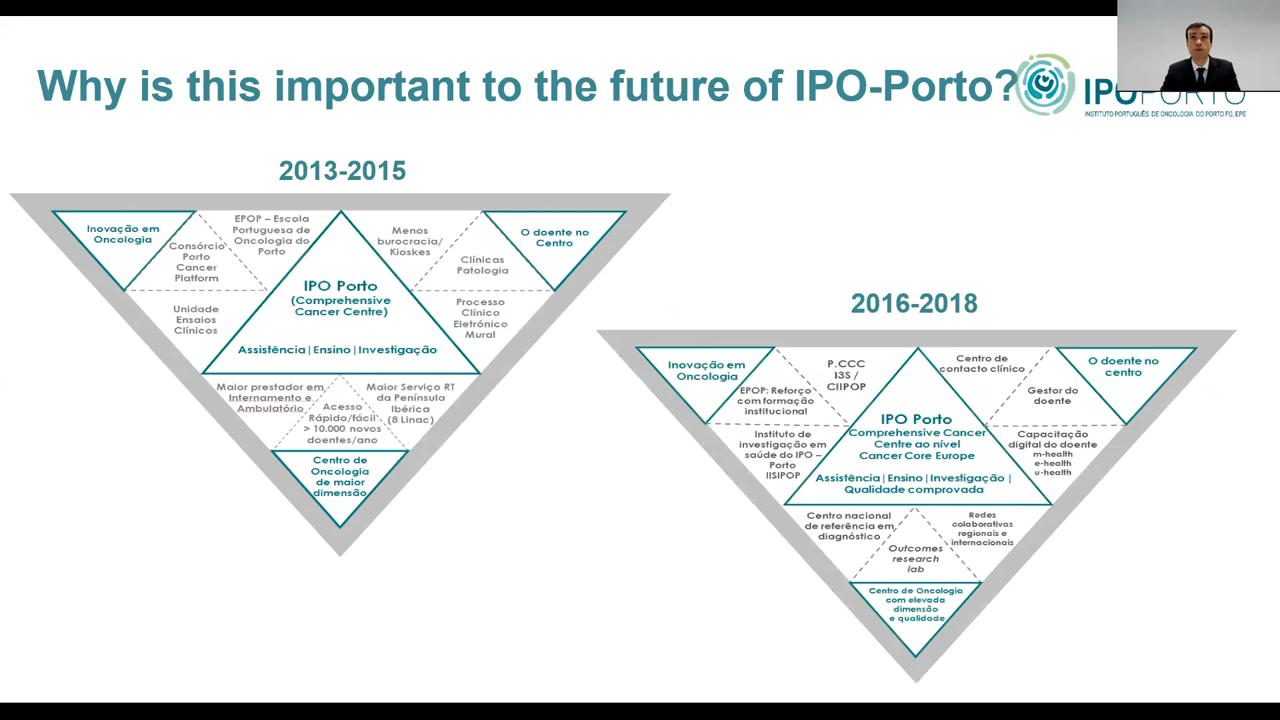 Why is this important to the future of IPO-Porto?
IPOPORTO
INSTITUTO PORTUGUÊS DE ONCOLOGIA DO PORTO FG, EPE
2013-2015
Inovação em
Oncologia
Consórcio
Porto
Cancer
Platform
EPOP – Escola
Portuguesa de
Oncologia do
Porto
Menos
burocracia/
Kioskes
Clínicas
Patologia
O doente no
Centro
Unidade
Ensaios
Clínicos
IPO Porto
(Comprehensive
Cancer Centre)
Assistência|Ensino|Investigação
Processo
Clínico
Eletrónico
Mural
Maior prestador em
Internamento e
Ambulatório
Acesso
Rápido/fácil
> 10.000 novos
doentes/ano
Maior Serviço RT
da Península
Ibérica
(8 Linac)
Centro de
Oncologia
de maior
dimensão
2016-2018
Inovação em
Oncologia
EPOP: Reforço
com formação
institucional
P.CCC
I3S /
CIIPOP
Centro de
contacto clínico
Gestor do
doente
O doente no
centro
Instituto de
investigação em
saúde do IPO –
Porto
IISIPOP
IPO Porto
Comprehensive Cancer
Centre ao nível
Cancer Core Europe
Assistência|Ensino|Investigação|
Qualidade comprovada
Capacitação
digital do doente
m-health
e-health
u-health
Centro nacional
de referência em
diagnóstico
Outcomes
research
lab
Redes
colaborativas
regionais e
internacionais
Centro de Oncologia
com elevada
dimensão
e qualidade